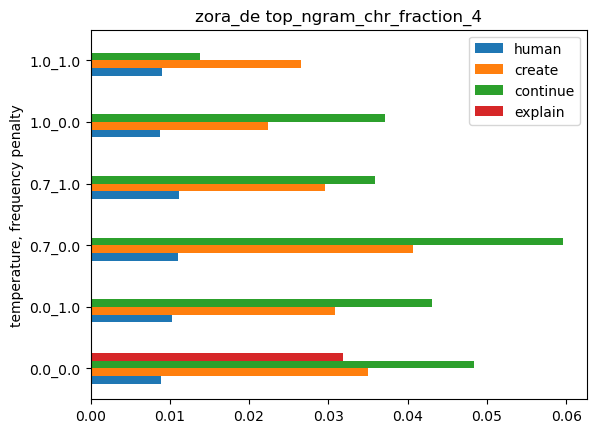 zora_de top_ngram_chr_fraction_4
human
create
continue
explain
temperature, frequency penalty
1.0_1.0
1.0_0.0
0.7_1.0
0.7_0.0
0.0_1.0
0.0_0.0
0.00 0.01 0.02 0.03 0.04 0.05 0.06